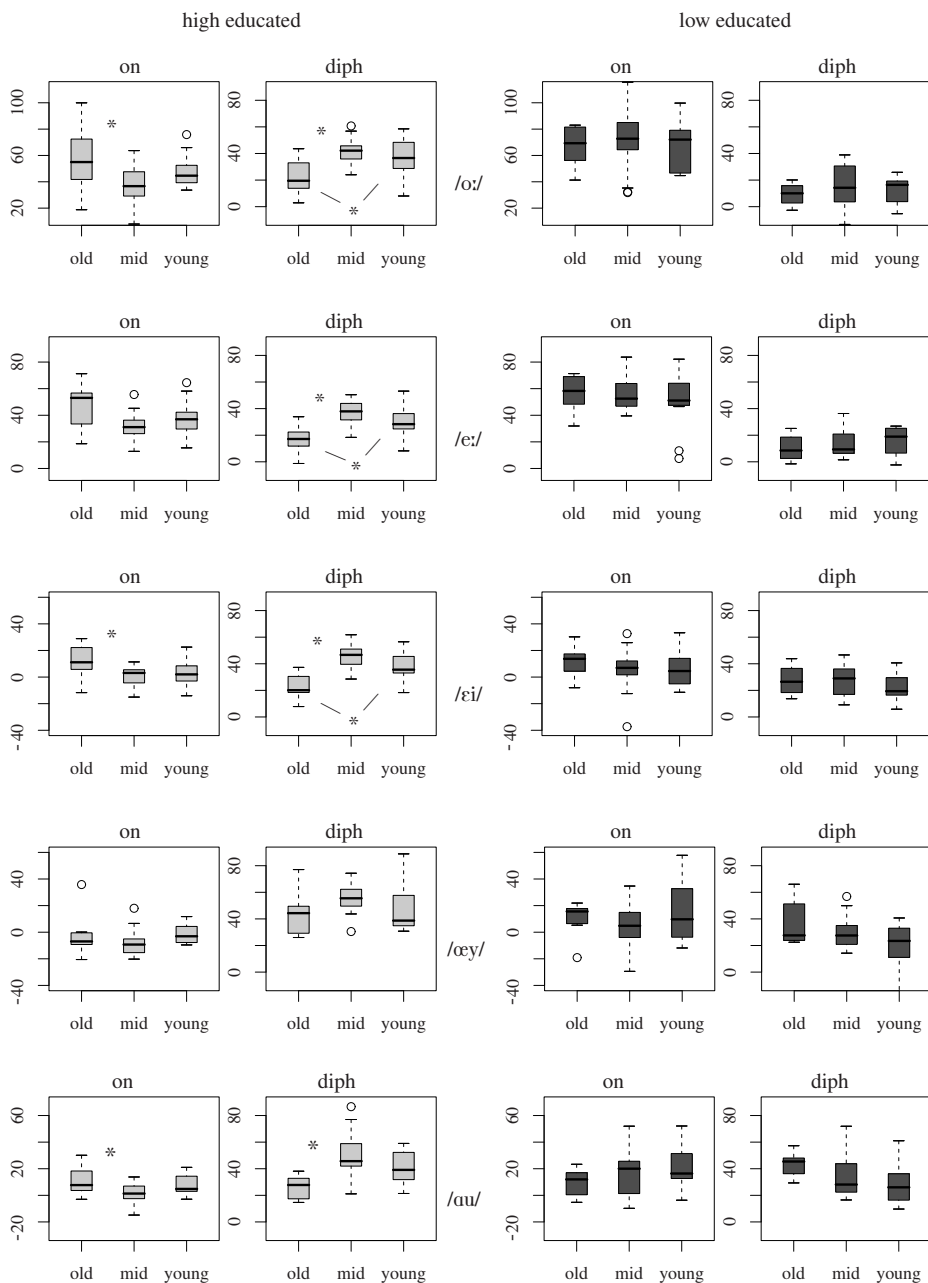 high educated low educated
on diph on diph
100 80 100 80
* *
60 40 60 40
/oː/
20 0 * 20 0
old mid young old mid young old mid young old mid young
on diph on diph
80 80 80 80
*
40 40 40 40
/eː/
0 0 * 0 0
old mid young old mid young old mid young old mid young
on diph on diph
40 80 40 80
* *
0 40 0 40
/ɛi/
-40 0 * -40 0
old mid young old mid young old mid young old mid young
on diph on diph
40 80 40 80
0 40 0 40
/œy/
-40 0 -40 0
old mid young old mid young old mid young old mid young
on diph on diph
60 80 60 80
* *
20 40 20 40
/ɑu/
-20 0 -20 0
old mid young old mid young old mid young old mid young